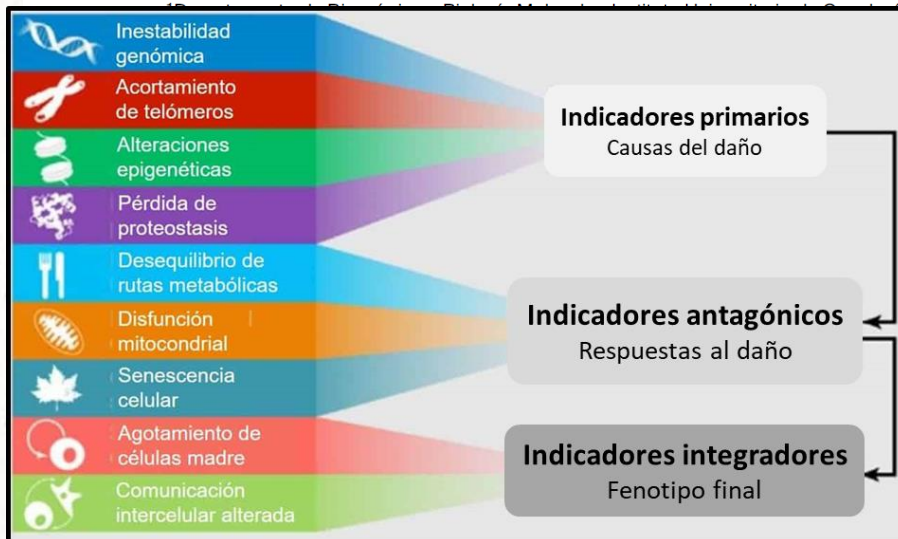 Inestabilidad
genómica
Acortamiento
de telómeros
Alteraciones
epigenéticas
Pérdida de
proteostasis
Desequilibrio de
rutas metabólicas
Disfunción
mitocondrial
Senescencia
celular
Agotamiento de
células madre
Comunicación
intercelular alterada
Indicadores primarios
Causas del daño
Indicadores antagónicos
Respuestas al daño
Indicadores integradores
Fenotipo final